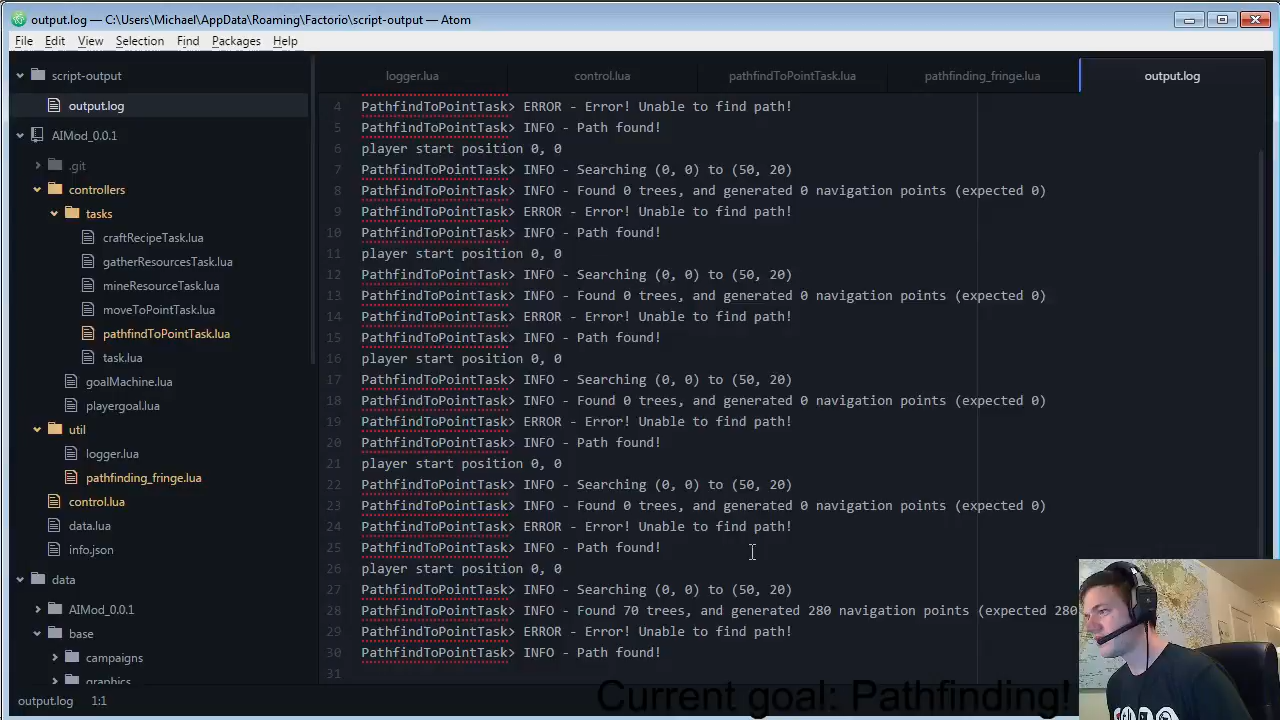 output.log — C:\Users\Michael\AppData\Roaming\Factorio\script-output — Atom
File Edit View Selection Find Packages Help
script-output
output.log
AIMod_0.0.1
.git
controllers
tasks
craftRecipeTask.lua
gatherResourcesTask.lua
mineResourceTask.lua
moveToPointTask.lua
pathfindToPointTask.lua
task.lua
goalMachine.lua
playergoal.lua
util
logger.lua
pathfinding_fringe.lua
control.lua
data.lua
info.json
data
AIMod_0.0.1
base
campaigns
graphics
logger.lua control.lua pathfindToPointTask.lua pathfinding_fringe.lua output.log
4 PathfindToPointTask> ERROR - Error! Unable to find path!
5 PathfindToPointTask> INFO - Path found!
6 player start position 0, 0
7 PathfindToPointTask> INFO - Searching (0, 0) to (50, 20)
8 PathfindToPointTask> INFO - Found 0 trees, and generated 0 navigation points (expected 0)
9 PathfindToPointTask> ERROR - Error! Unable to find path!
10 PathfindToPointTask> INFO - Path found!
11 player start position 0, 0
12 PathfindToPointTask> INFO - Searching (0, 0) to (50, 20)
13 PathfindToPointTask> INFO - Found 0 trees, and generated 0 navigation points (expected 0)
14 PathfindToPointTask> ERROR - Error! Unable to find path!
15 PathfindToPointTask> INFO - Path found!
16 player start position 0, 0
17 PathfindToPointTask> INFO - Searching (0, 0) to (50, 20)
18 PathfindToPointTask> INFO - Found 0 trees, and generated 0 navigation points (expected 0)
19 PathfindToPointTask> ERROR - Error! Unable to find path!
20 PathfindToPointTask> INFO - Path found!
21 player start position 0, 0
22 PathfindToPointTask> INFO - Searching (0, 0) to (50, 20)
23 PathfindToPointTask> INFO - Found 0 trees, and generated 0 navigation points (expected 0)
24 PathfindToPointTask> ERROR - Error! Unable to find path!
25 PathfindToPointTask> INFO - Path found!
26 player start position 0, 0
27 PathfindToPointTask> INFO - Searching (0, 0) to (50, 20)
28 PathfindToPointTask> INFO - Found 70 trees, and generated 280 navigation points (expected 280
29 PathfindToPointTask> ERROR - Error! Unable to find path!
30 PathfindToPointTask> INFO - Path found!
31
output.log 1:1
Current goal: Pathfinding!